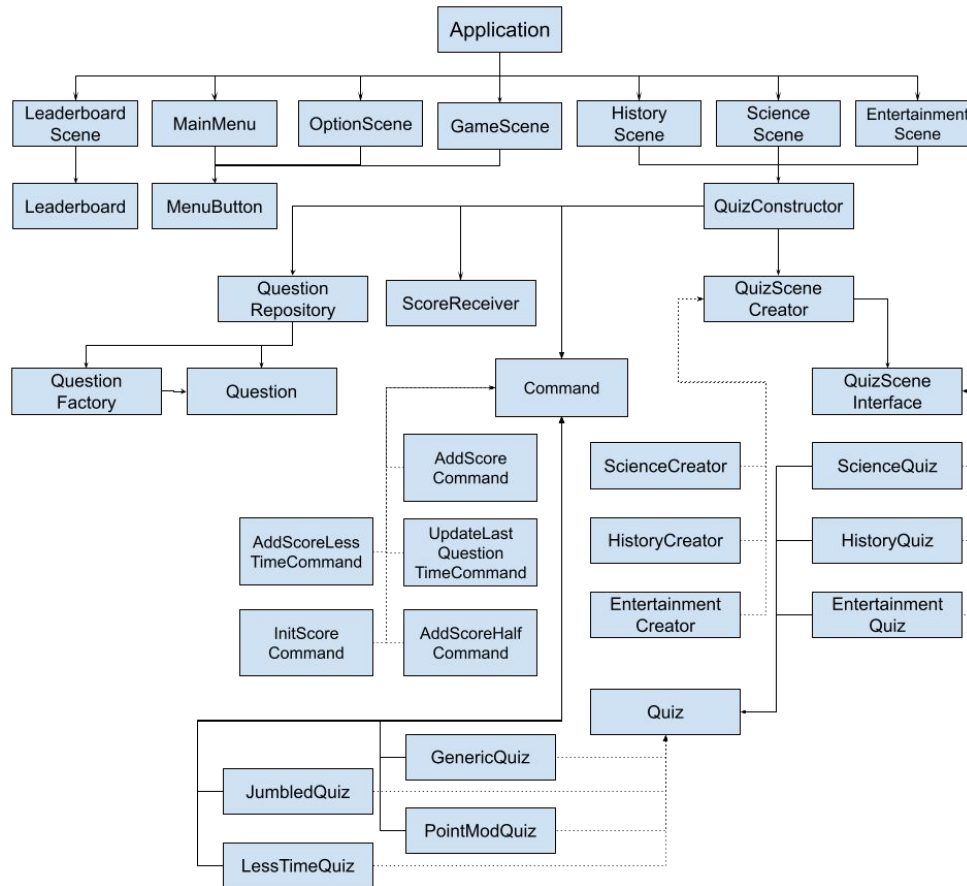 Application
Leaderboard
Scene
MainMenu
OptionScene
GameScene
History
Scene
Science
Scene
Entertainment
Scene
Leaderboard
MenuButton
QuizConstructor
Question
Repository
ScoreReceiver
QuizScene
Creator
Question
Factory
Question
Command
QuizScene
Interface
AddScore
Command
ScienceCreator
ScienceQuiz
AddScoreLess
TimeCommand
UpdateLast
Question
TimeCommand
HistoryCreator
HistoryQuiz
InitScore
Command
AddScoreHalf
Command
Entertainment
Creator
Entertainment
Quiz
Quiz
GenericQuiz
JumbledQuiz
PointModQuiz
LessTimeQuiz